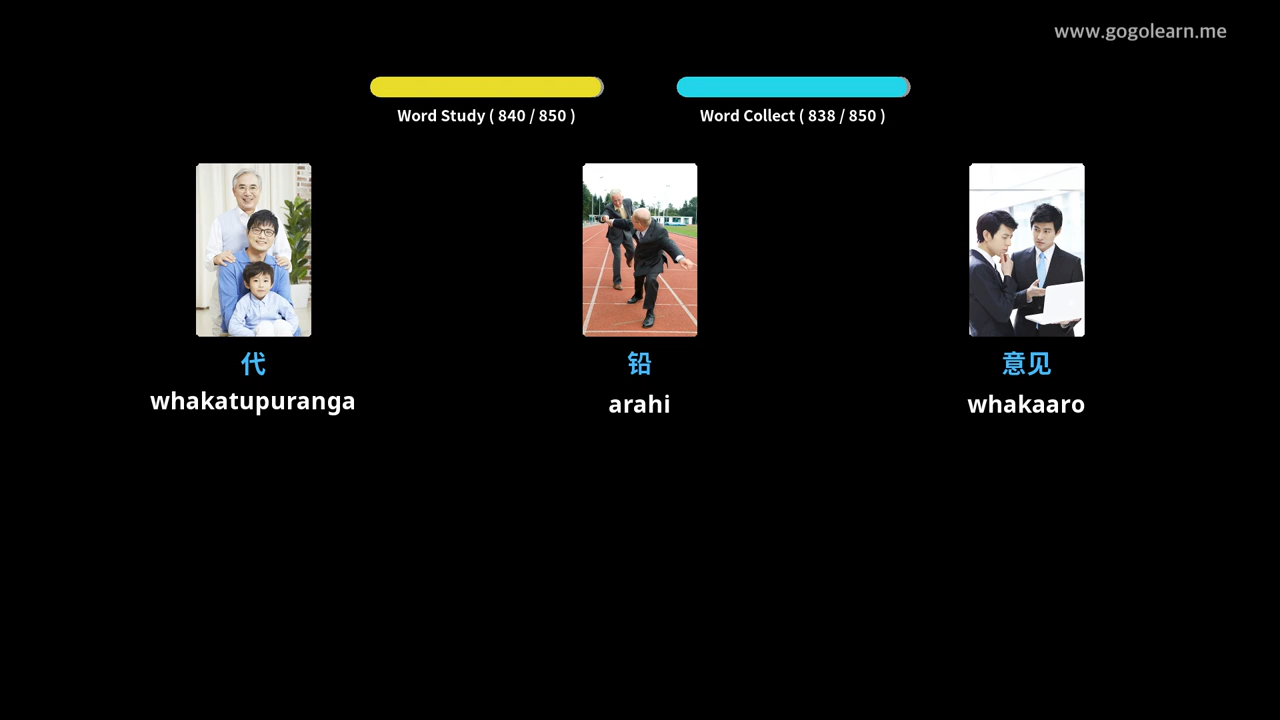 www.gogolearn.me
Word Study ( 840 / 850 )
Word Collect ( 838 / 850 )
代
whakatupuranga
铅
arahi
意见
whakaaro